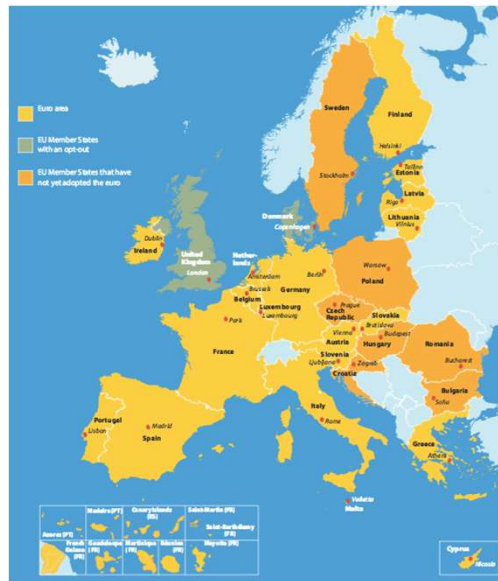 Euro area
EU Member States
with an opt-out
EU Member States that have
not yet adopted the euro
Sweden
Finland
Helsinki
Tallinn
Estonia
Stockholm
Latvia
Riga
Lithuania
Vilnius
Denmark
Copenhagen
Dublin
Ireland
United
Kingdom
London
Nether-
lands
Amsterdam
Berlin
Warsaw
Poland
Brussels
Belgium
Germany
Luxembourg
Luxembourg
Prague
Czech
Republic
Paris
Slovakia
Vienna
Bratislava
Budapest
Austria
Hungary
France
Slovenia
Ljubljana
Zagreb
Croatia
Romania
Bucharest
Bulgaria
Sofia
Italy
Rome
Portugal
Lisbon
Madrid
Spain
Greece
Athens
Valletta
Malta
Azores (PT)
Madeira (PT)
Canary Islands
(ES)
Saint-Martin (FR)
Saint-Barthélemy
(FR)
French
Guiana
(FR)
Guadeloupe
(FR)
Martinique
(FR)
Réunion
(FR)
Mayotte (FR)
Cyprus
Nicosia